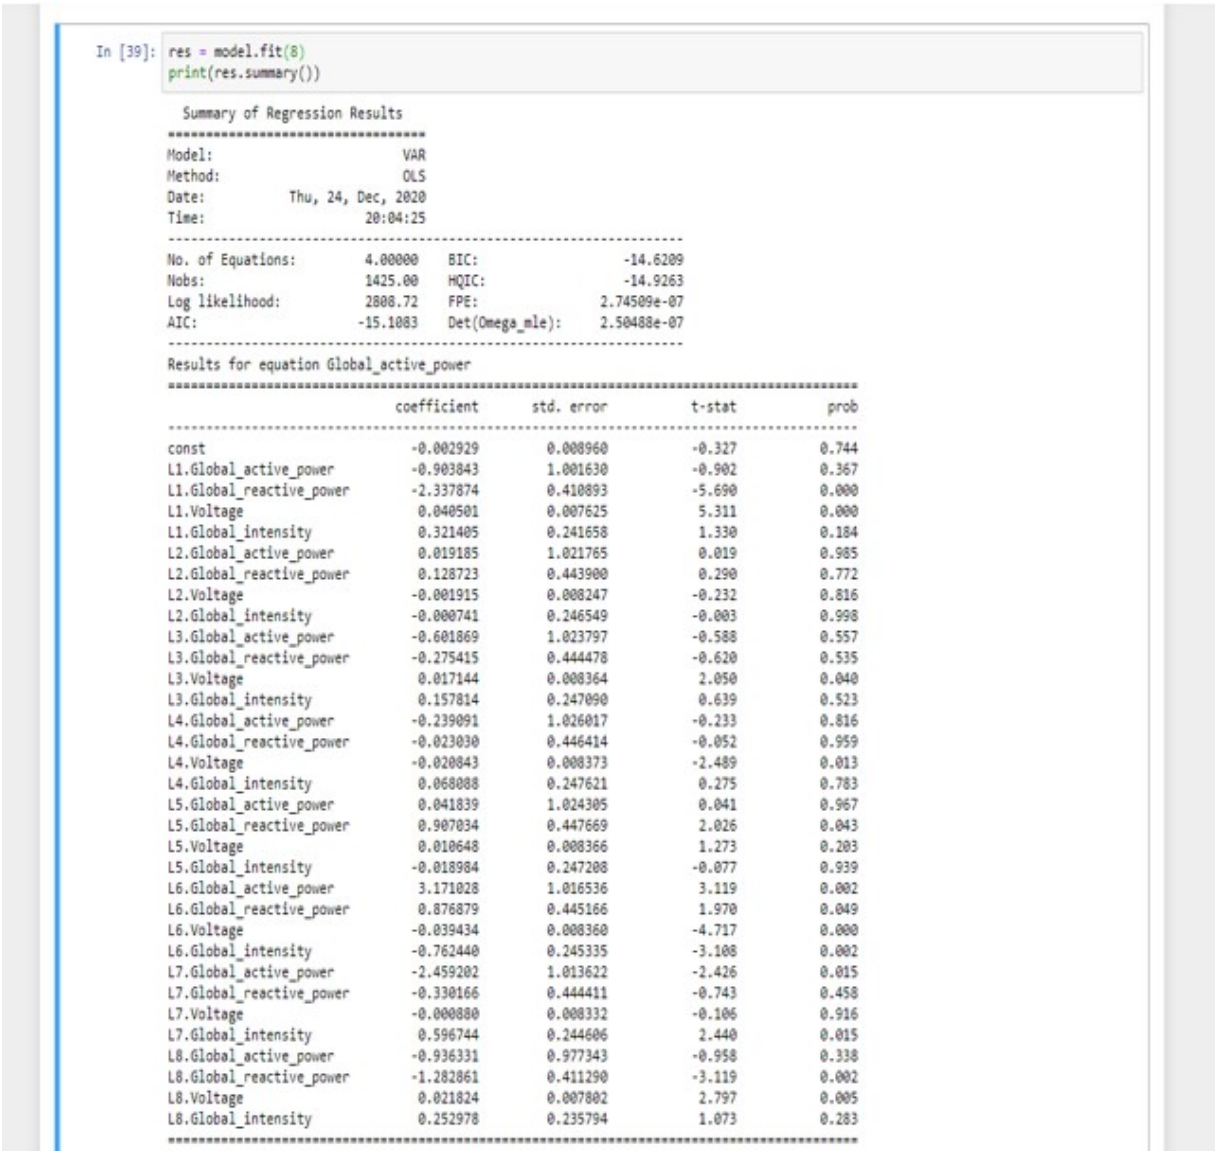 In [39]: res = model.fit(8)
print(res.summary())
Summary of Regression Results
==================================
Model: VAR
Method: OLS
Date: Thu, 24, Dec, 2020
Time: 20:04:25
--------------------------------------------------------------------
No. of Equations: 4.00000 BIC: -14.6209
Nobs: 1425.00 HQIC: -14.9263
Log likelihood: 2808.72 FPE: 2.74509e-07
AIC: -15.1083 Det(Omega_mle): 2.50488e-07
--------------------------------------------------------------------
Results for equation Global_active_power
===========================================================================================
coefficient std. error t-stat prob
-------------------------------------------------------------------------------------------
const -0.002929 0.008960 -0.327 0.744
L1.Global_active_power -0.903843 1.001630 -0.902 0.367
L1.Global_reactive_power -2.337874 0.410893 -5.690 0.000
L1.Voltage 0.040501 0.007625 5.311 0.000
L1.Global_intensity 0.321405 0.241658 1.330 0.184
L2.Global_active_power 0.019185 1.021765 0.019 0.985
L2.Global_reactive_power 0.128723 0.443900 0.290 0.772
L2.Voltage -0.001915 0.008247 -0.232 0.816
L2.Global_intensity -0.000741 0.246549 -0.003 0.998
L3.Global_active_power -0.601869 1.023797 -0.588 0.557
L3.Global_reactive_power -0.275415 0.444478 -0.620 0.535
L3.Voltage 0.017144 0.008364 2.050 0.040
L3.Global_intensity 0.157814 0.247090 0.639 0.523
L4.Global_active_power -0.239091 1.026017 -0.233 0.816
L4.Global_reactive_power -0.023030 0.446414 -0.052 0.959
L4.Voltage -0.020843 0.008373 -2.489 0.013
L4.Global_intensity 0.068088 0.247621 0.275 0.783
L5.Global_active_power 0.041839 1.024305 0.041 0.967
L5.Global_reactive_power 0.907034 0.447669 2.026 0.043
L5.Voltage 0.010648 0.008366 1.273 0.203
L5.Global_intensity -0.018984 0.247208 -0.077 0.939
L6.Global_active_power 3.171028 1.016536 3.119 0.002
L6.Global_reactive_power 0.876879 0.445166 1.970 0.049
L6.Voltage -0.039434 0.008360 -4.717 0.000
L6.Global_intensity -0.762440 0.245335 -3.108 0.002
L7.Global_active_power -2.459202 1.013622 -2.426 0.015
L7.Global_reactive_power -0.330166 0.444411 -0.743 0.458
L7.Voltage -0.000880 0.008332 -0.106 0.916
L7.Global_intensity 0.596744 0.244606 2.440 0.015
L8.Global_active_power -0.936331 0.977343 -0.958 0.338
L8.Global_reactive_power -1.282861 0.411290 -3.119 0.002
L8.Voltage 0.021824 0.007802 2.797 0.005
L8.Global_intensity 0.252978 0.235794 1.073 0.283
===========================================================================================